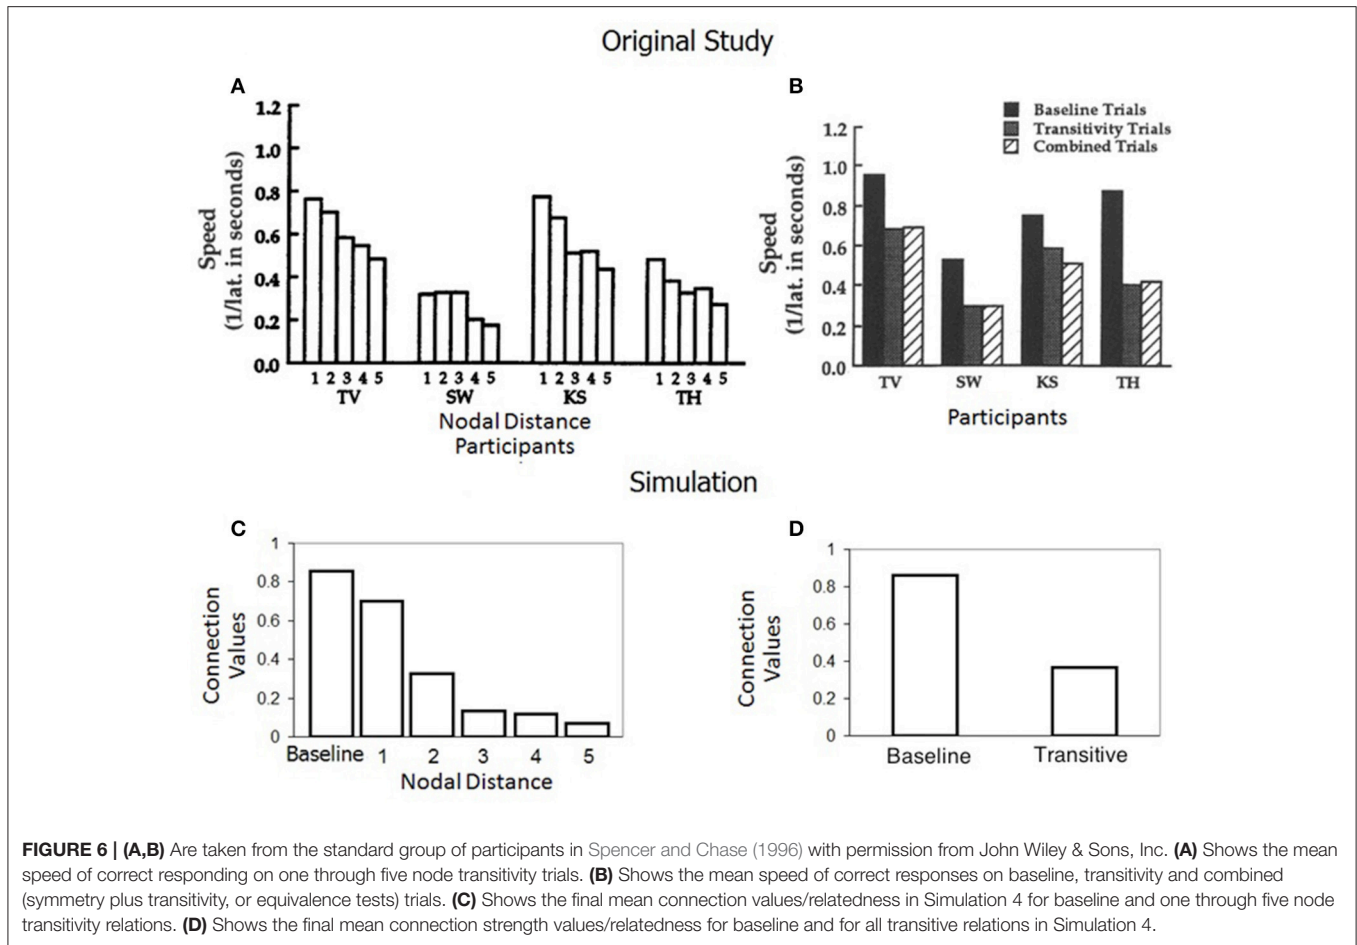 Original Study
A
1.2
1.0
0.8
0.6
0.4
0.2
0.0
Speed
(1/lat. in seconds)
1 2 3 4 5 1 2 3 4 5 1 2 3 4 5 1 2 3 4 5
TV SW KS TH
Nodal Distance
Participants
B
Baseline Trials
Transitivity Trials
Combined Trials
1.2
1.0
0.8
0.6
0.4
0.2
0.0
Speed
(1/lat. in seconds)
TV SW KS TH
Participants
Simulation
C
1
0.8
0.6
0.4
0.2
0
Connection
Values
Baseline 1 2 3 4 5
Nodal Distance
D
1
0.8
0.6
0.4
0.2
0
Connection
Values
Baseline Transitive
FIGURE 6 | (A,B) Are taken from the standard group of participants in Spencer and Chase (1996) with permission from John Wiley & Sons, Inc. (A) Shows the mean
speed of correct responding on one through five node transitivity trials. (B) Shows the mean speed of correct responses on baseline, transitivity and combined
(symmetry plus transitivity, or equivalence tests) trials. (C) Shows the final mean connection values/relatedness in Simulation 4 for baseline and one through five node
transitivity relations. (D) Shows the final mean connection strength values/relatedness for baseline and for all transitive relations in Simulation 4.